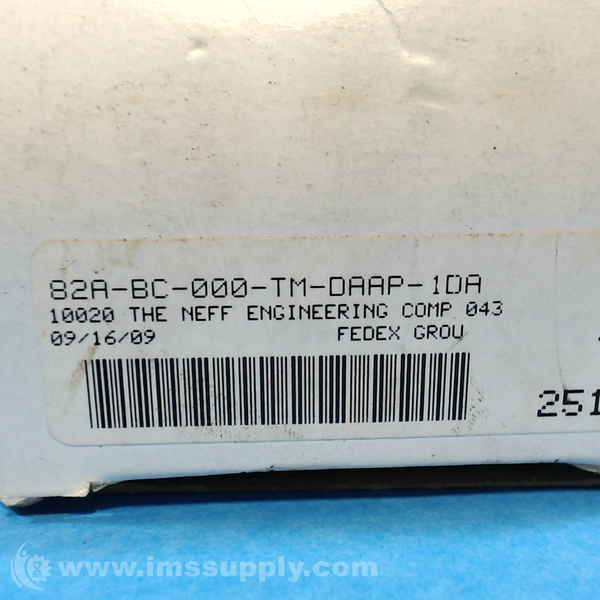 82A-BC-000-TM-DAAP-1DA
10020 THE NEFF ENGINEERING COMP 043
09/16/09 FEDEX GROU
251
www.imssupply.com